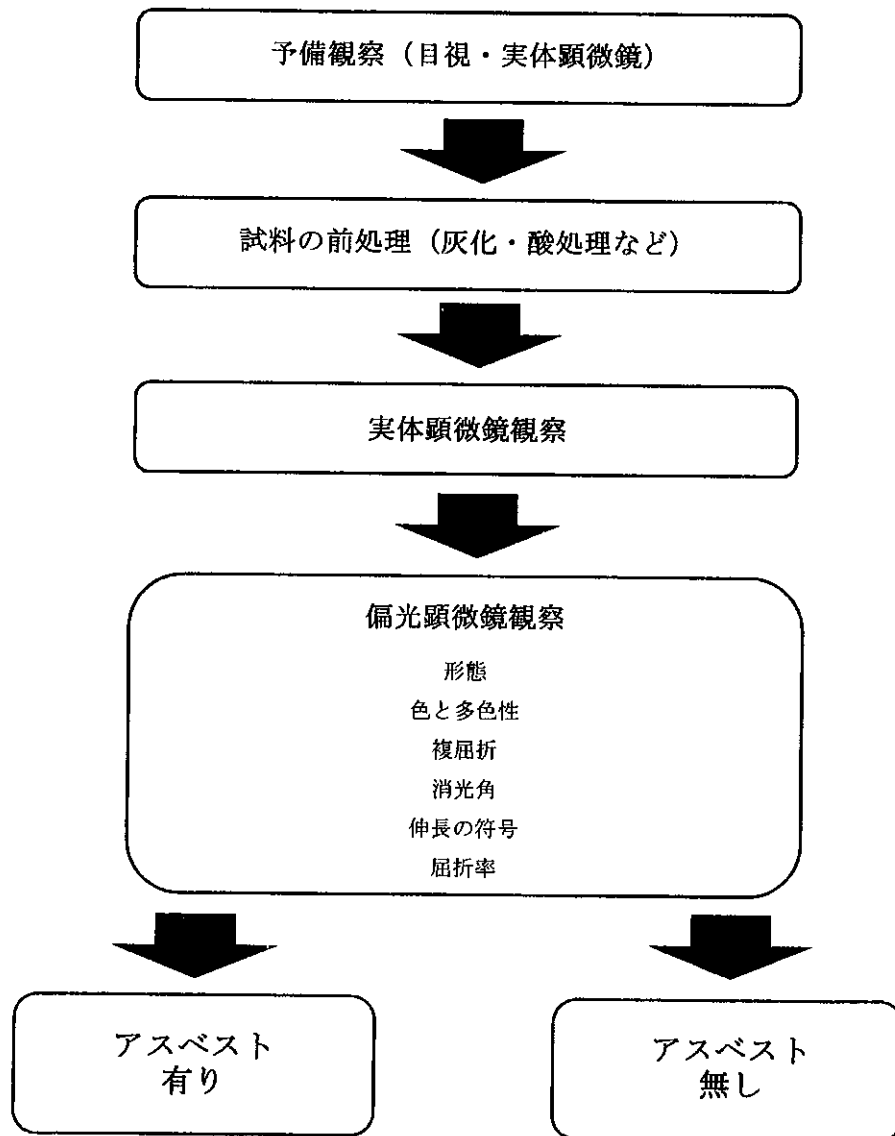 予備観察（目視・実体顕微鏡）
試料の前処理（灰化・酸処理など）
実体顕微鏡観察
偏光顕微鏡観察
形態
色と多色性
複屈折
消光角
伸長の符号
屈折率
アスベスト
有り
アスベスト
無し